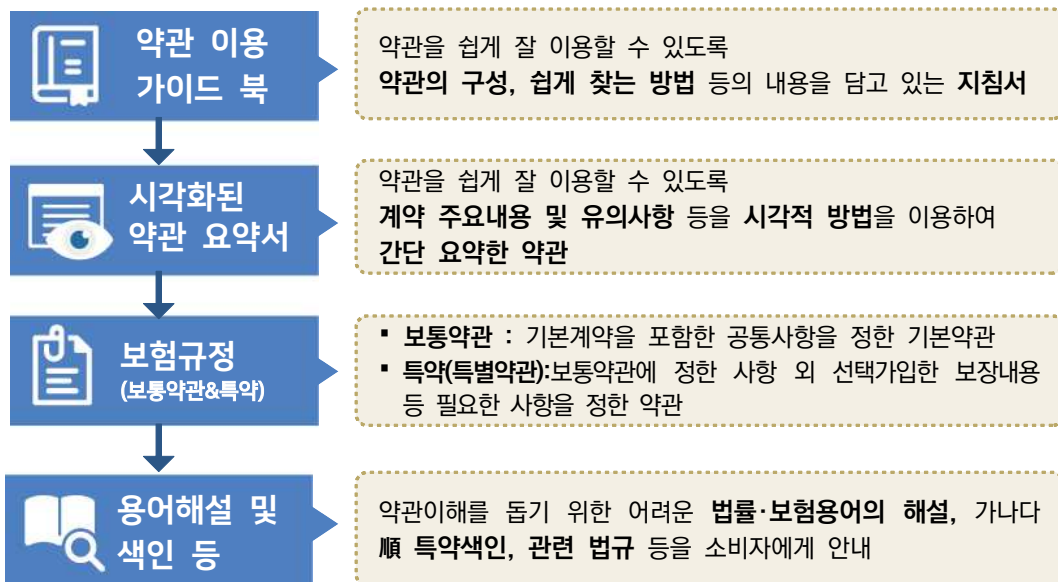 약관 이용
가이드 북
약관을 쉽게 잘 이용할 수 있도록
약관의 구성, 쉽게 찾는 방법 등의 내용을 담고 있는 지침서
시각화된
약관 요약서
약관을 쉽게 잘 이용할 수 있도록
계약 주요내용 및 유의사항 등을 시각적 방법을 이용하여
간단 요약한 약관
보험규정
(보통약관&특약)
▪ 보통약관 : 기본계약을 포함한 공통사항을 정한 기본약관
▪ 특약(특별약관):보통약관에 정한 사항 외 선택가입한 보장내용
등 필요한 사항을 정한 약관
용어해설 및
색인 등
약관이해를 돕기 위한 어려운 법률·보험용어의 해설, 가나다
順 특약색인, 관련 법규 등을 소비자에게 안내